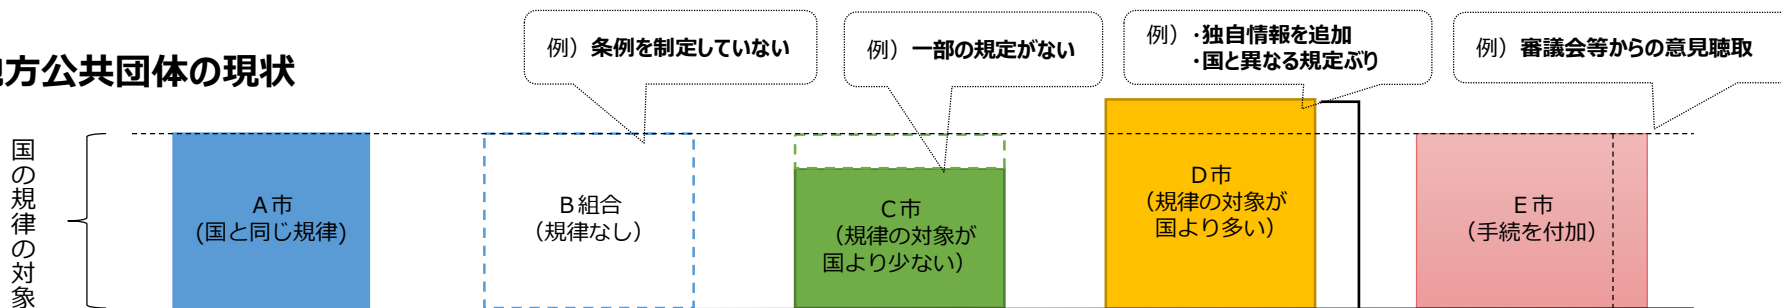 例）条例を制定していない
例）一部の規定がない
例）・独自情報を追加
・国と異なる規定ぶり
例）審議会等からの意見聴取
方公共団体の現状
国の規律の対象
A市
(国と同じ規律)
B組合
（規律なし）
C市
（規律の対象が
国より少ない）
D市
（規律の対象が
国より多い）
E市
（手続を付加）